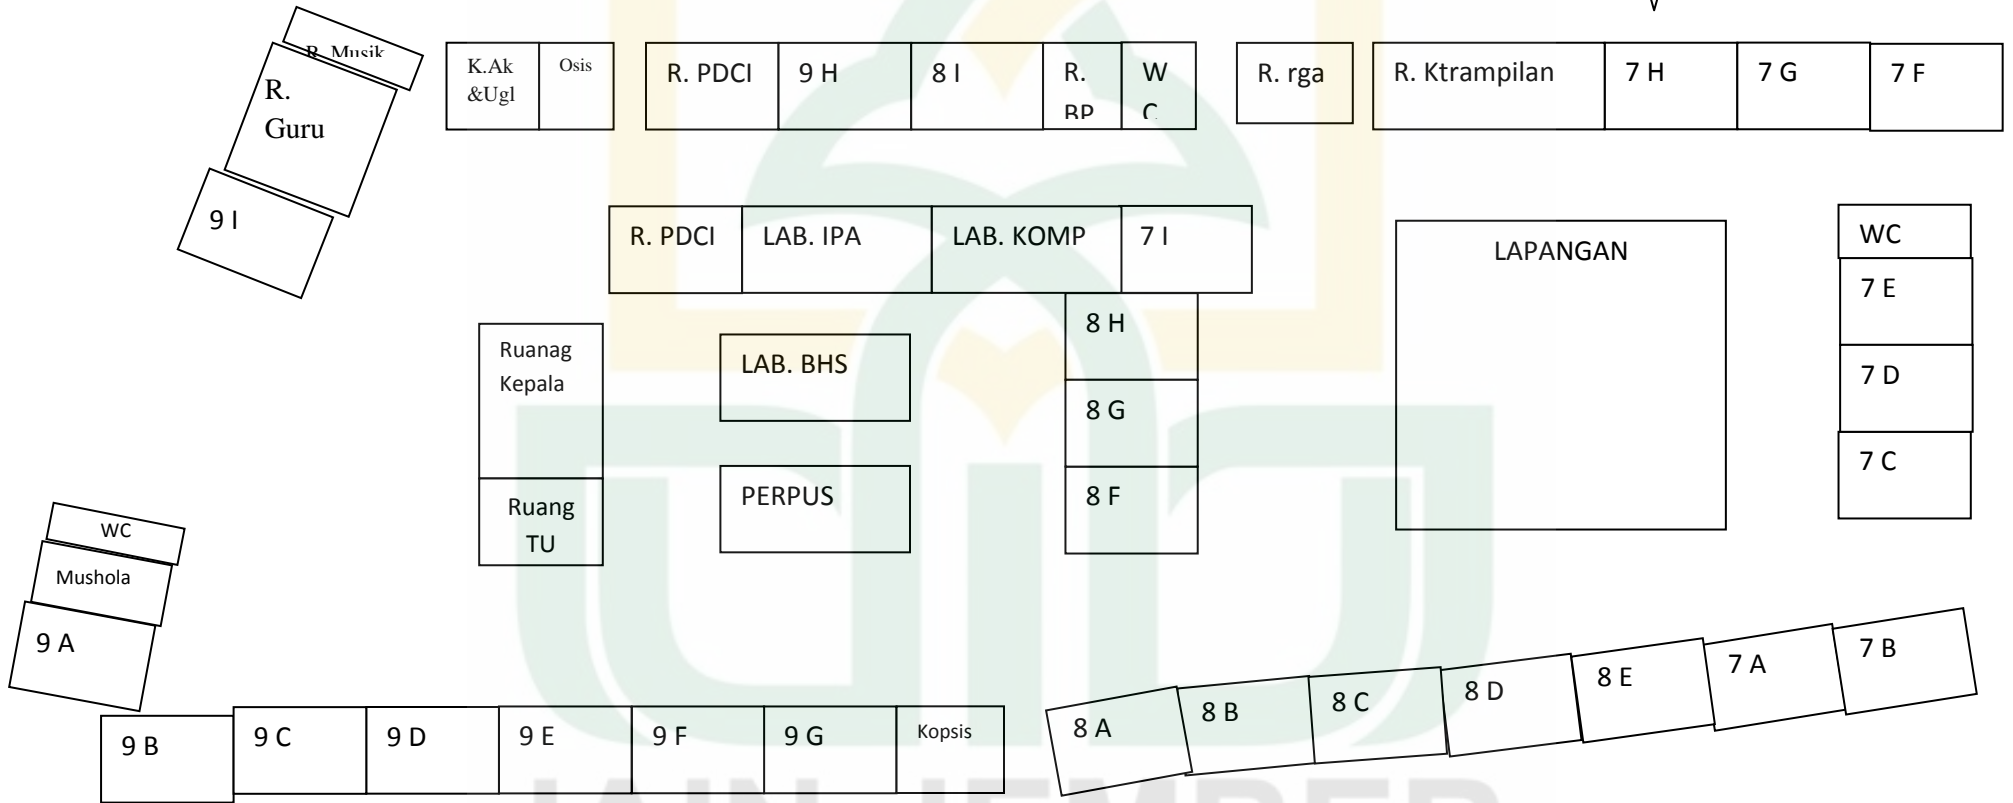 R. Musik
R.
Guru
9 I
K.Ak
&Ugl
Osis
R. PDCI
9 H
8 I
R.
BP
W
C
R. rga
R. Ktrampilan
7 H
7 G
7 F
R. PDCI
LAB. IPA
LAB. KOMP
7 I
LAPANGAN
WC
7 E
7 D
7 C
8 H
8 G
8 F
Ruanag
Kepala
Ruang
TU
LAB. BHS
PERPUS
WC
Mushola
9 A
9 B
9 C
9 D
9 E
9 F
9 G
Kopsis
8 A
8 B
8 C
8 D
8 E
7 A
7 B
IAIN JEMBER